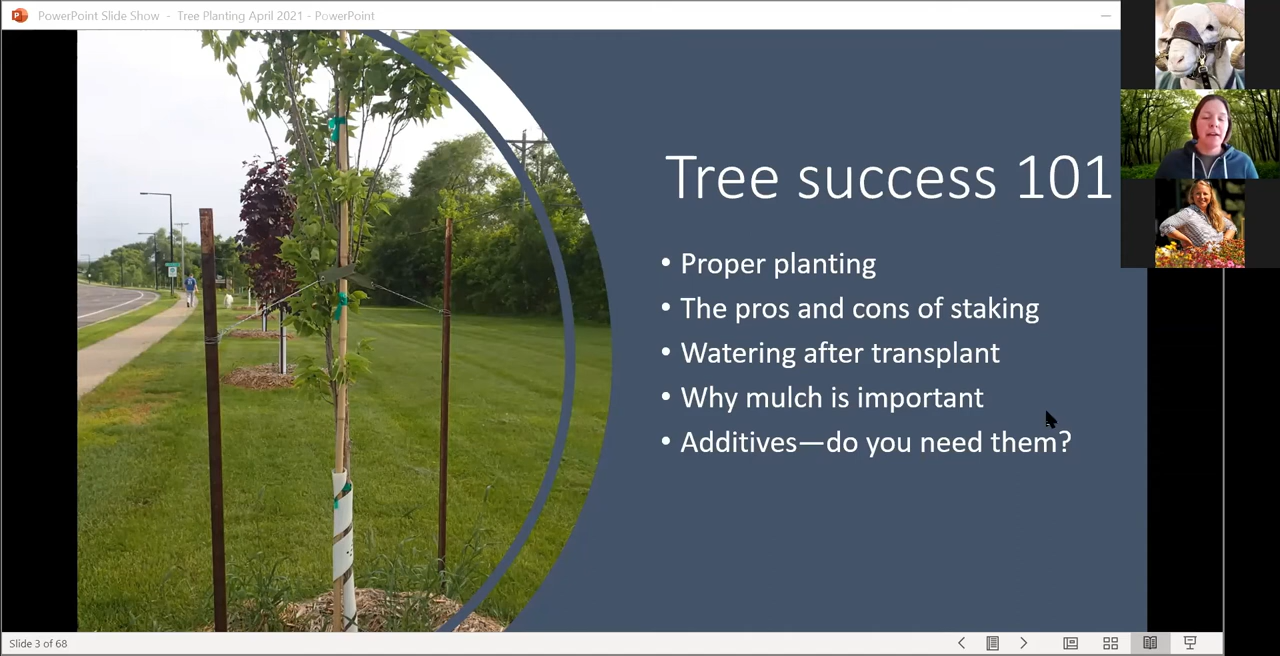 PowerPoint Slide Show - Tree Planting April 2021 - PowerPoint
Tree success 101
• Proper planting
• The pros and cons of staking
• Watering after transplant
• Why mulch is important
• Additives—do you need them?
Slide 3 of 68